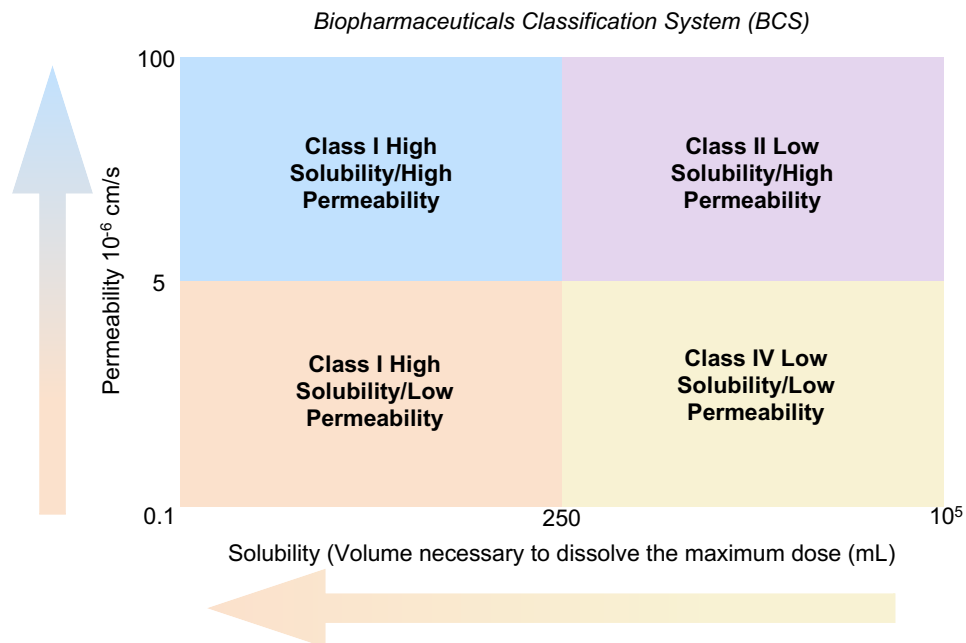 Biopharmaceuticals Classification System (BCS)
100
Class I High
Solubility/High
Permeability
Class II Low
Solubility/High
Permeability
Permeability 10⁻⁶ cm/s
5
Class I High
Solubility/Low
Permeability
Class IV Low
Solubility/Low
Permeability
0.1
250
10⁵
Solubility (Volume necessary to dissolve the maximum dose (mL)